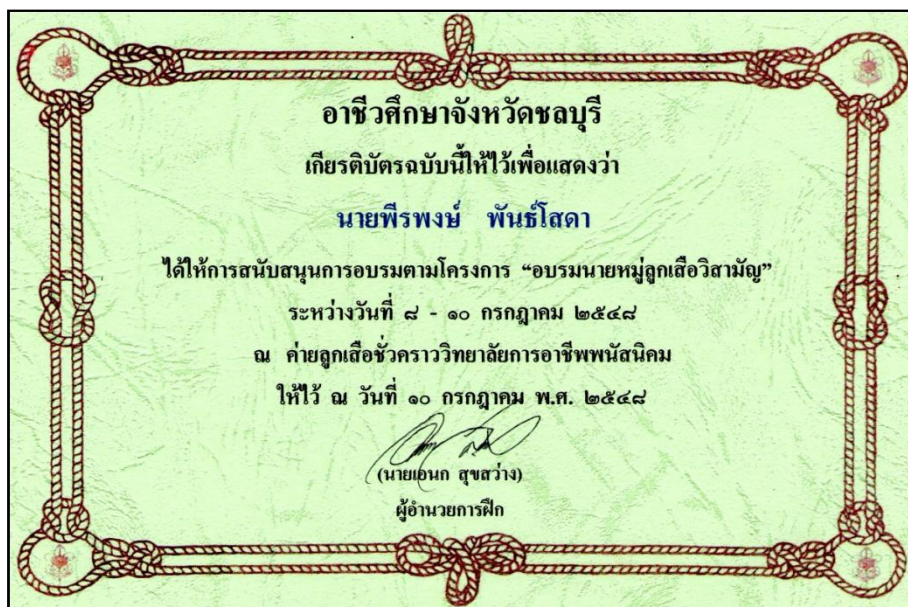 อาชีวศึกษาจังหวัดชลบุรี
เกียรติบัตรฉบับนี้ให้ไว้เพื่อแสดงว่า
นายพีรพงษ์ พันธ์โสดา
ได้ให้การสนับสนุนการอบรมตามโครงการ “อบรมนายหมู่ลูกเสือวิสามัญ”
ระหว่างวันที่ ๘ - ๑๐ กรกฎาคม ๒๕๔๘
ณ ค่ายลูกเสือชั่วคราววิทยาลัยการอาชีพพนัสนิคม
ให้ไว้ ณ วันที่ ๑๐ กรกฎาคม พ.ศ. ๒๕๔๘
(นายเอนก สุขสว่าง)
ผู้อำนวยการฝึก